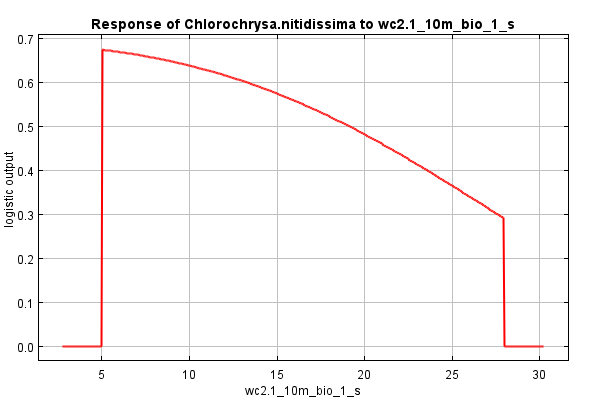 Response of Chlorochrysa.nitidissima to wc2.1_10m_bio_1_s
0.7
0.6
0.5
0.4
0.3
0.2
0.1
0.0
logistic output
5 10 15 20 25 30
wc2.1_10m_bio_1_s